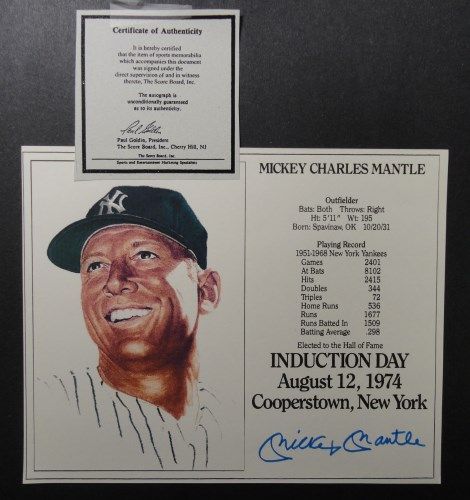 Certificate of Authenticity
It is hereby certified
that the item of sports memorabilia
which accompanies this document
was signed under the
direct supervision of and in witness
thereto, The Score Board, Inc.
The autograph is
unconditionally guaranteed
as to its authenticity.
Paul Goldin
Paul Goldin, President
The Score Board, Inc., Cherry Hill, NJ
The Score Board, Inc.
Sports and Entertainment Marketing Specialists
NY
MICKEY CHARLES MANTLE
Outfielder
Bats: Both Throws: Right
Ht: 5'11" Wt: 195
Born: Spavinaw, OK 10/20/31
Playing Record
1951-1968 New York Yankees
Games 2401
At Bats 8102
Hits 2415
Doubles 344
Triples 72
Home Runs 536
Runs 1677
Runs Batted In 1509
Batting Average .298
Elected to the Hall of Fame
INDUCTION DAY
August 12, 1974
Cooperstown, New York
Mickey Mantle